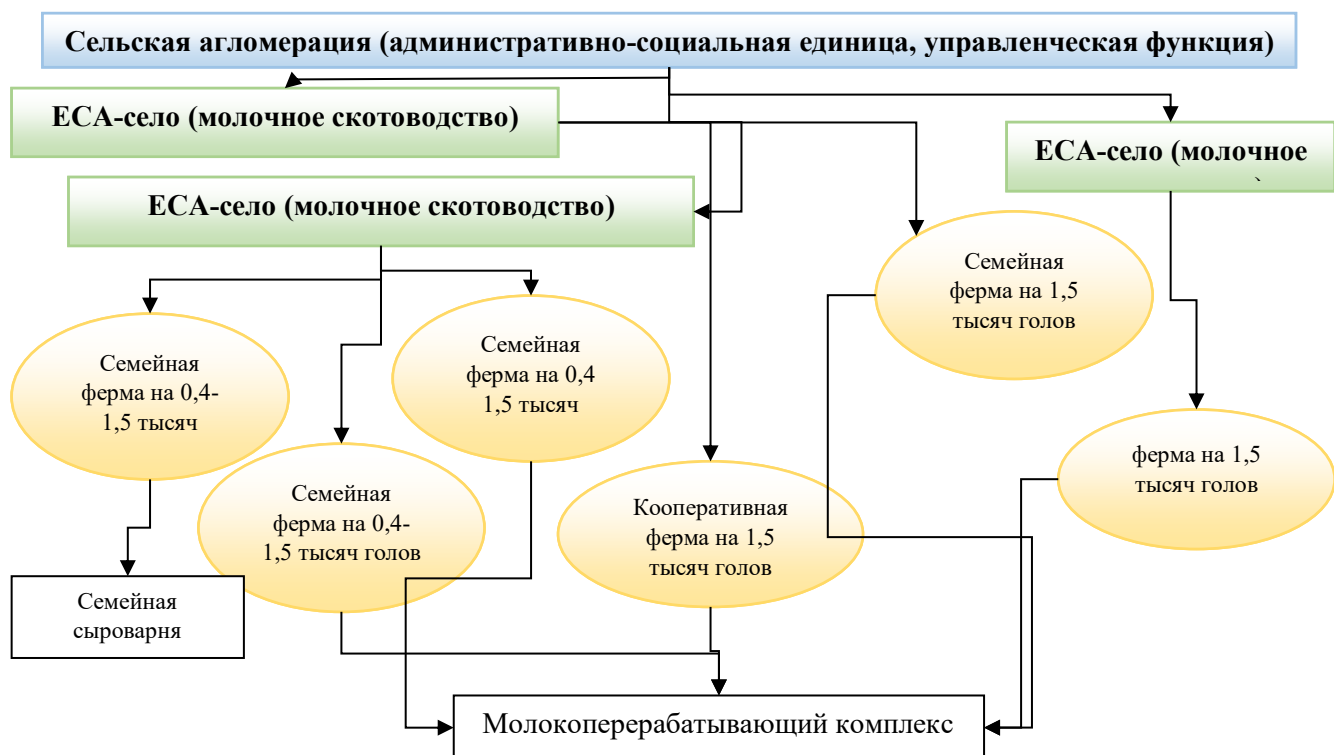 Сельская агломерация (административно-социальная единица, управленческая функция)
ЕСА-село (молочное скотоводство)
ЕСА-село (молочное
ЕСА-село (молочное скотоводство)
Семейная
ферма на 1,5
тысяч голов
Семейная
ферма на 0,4-
1,5 тысяч
Семейная
ферма на 0,4
1,5 тысяч
ферма на 1,5
тысяч голов
Семейная
ферма на 0,4-
1,5 тысяч голов
Кооперативная
ферма на 1,5
тысяч голов
Семейная
сыроварня
Молокоперерабатывающий комплекс